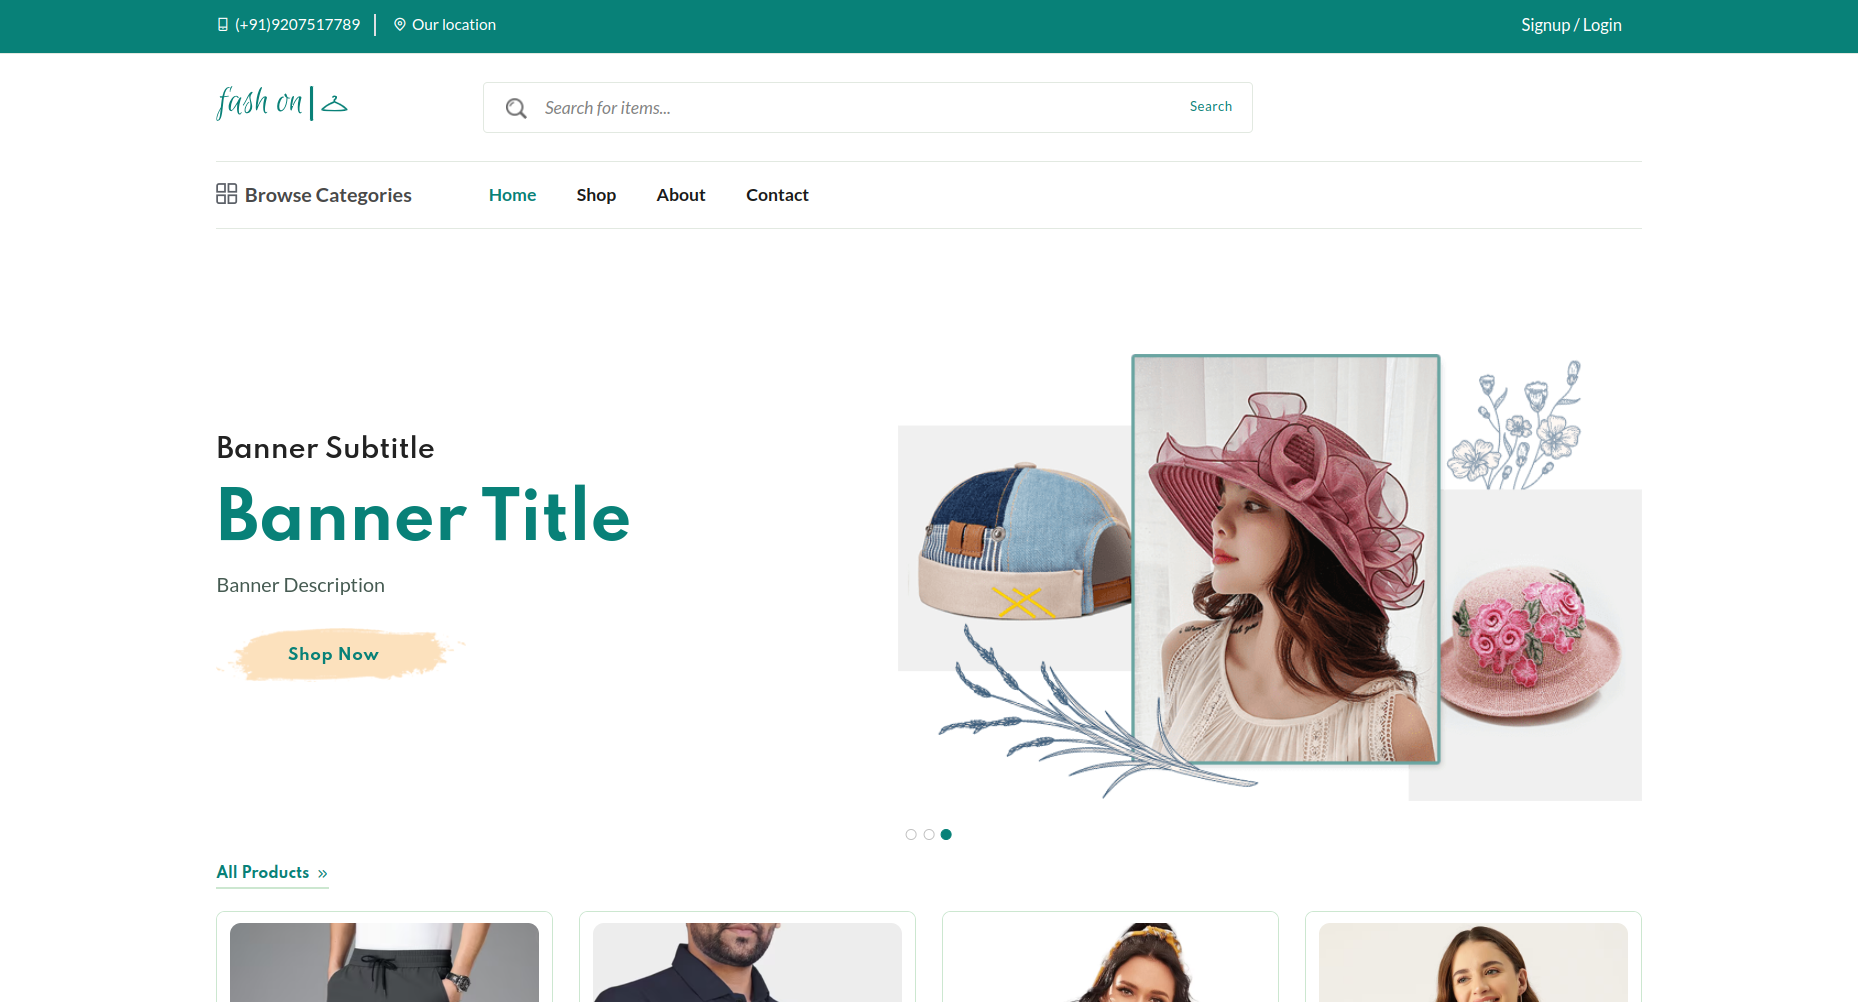 (+91)9207517789
Our location
Signup / Login
fash on
Search for items...
Search
Browse Categories
Home
Shop
About
Contact
Banner Subtitle
Banner Title
Banner Description
Shop Now
All Products »